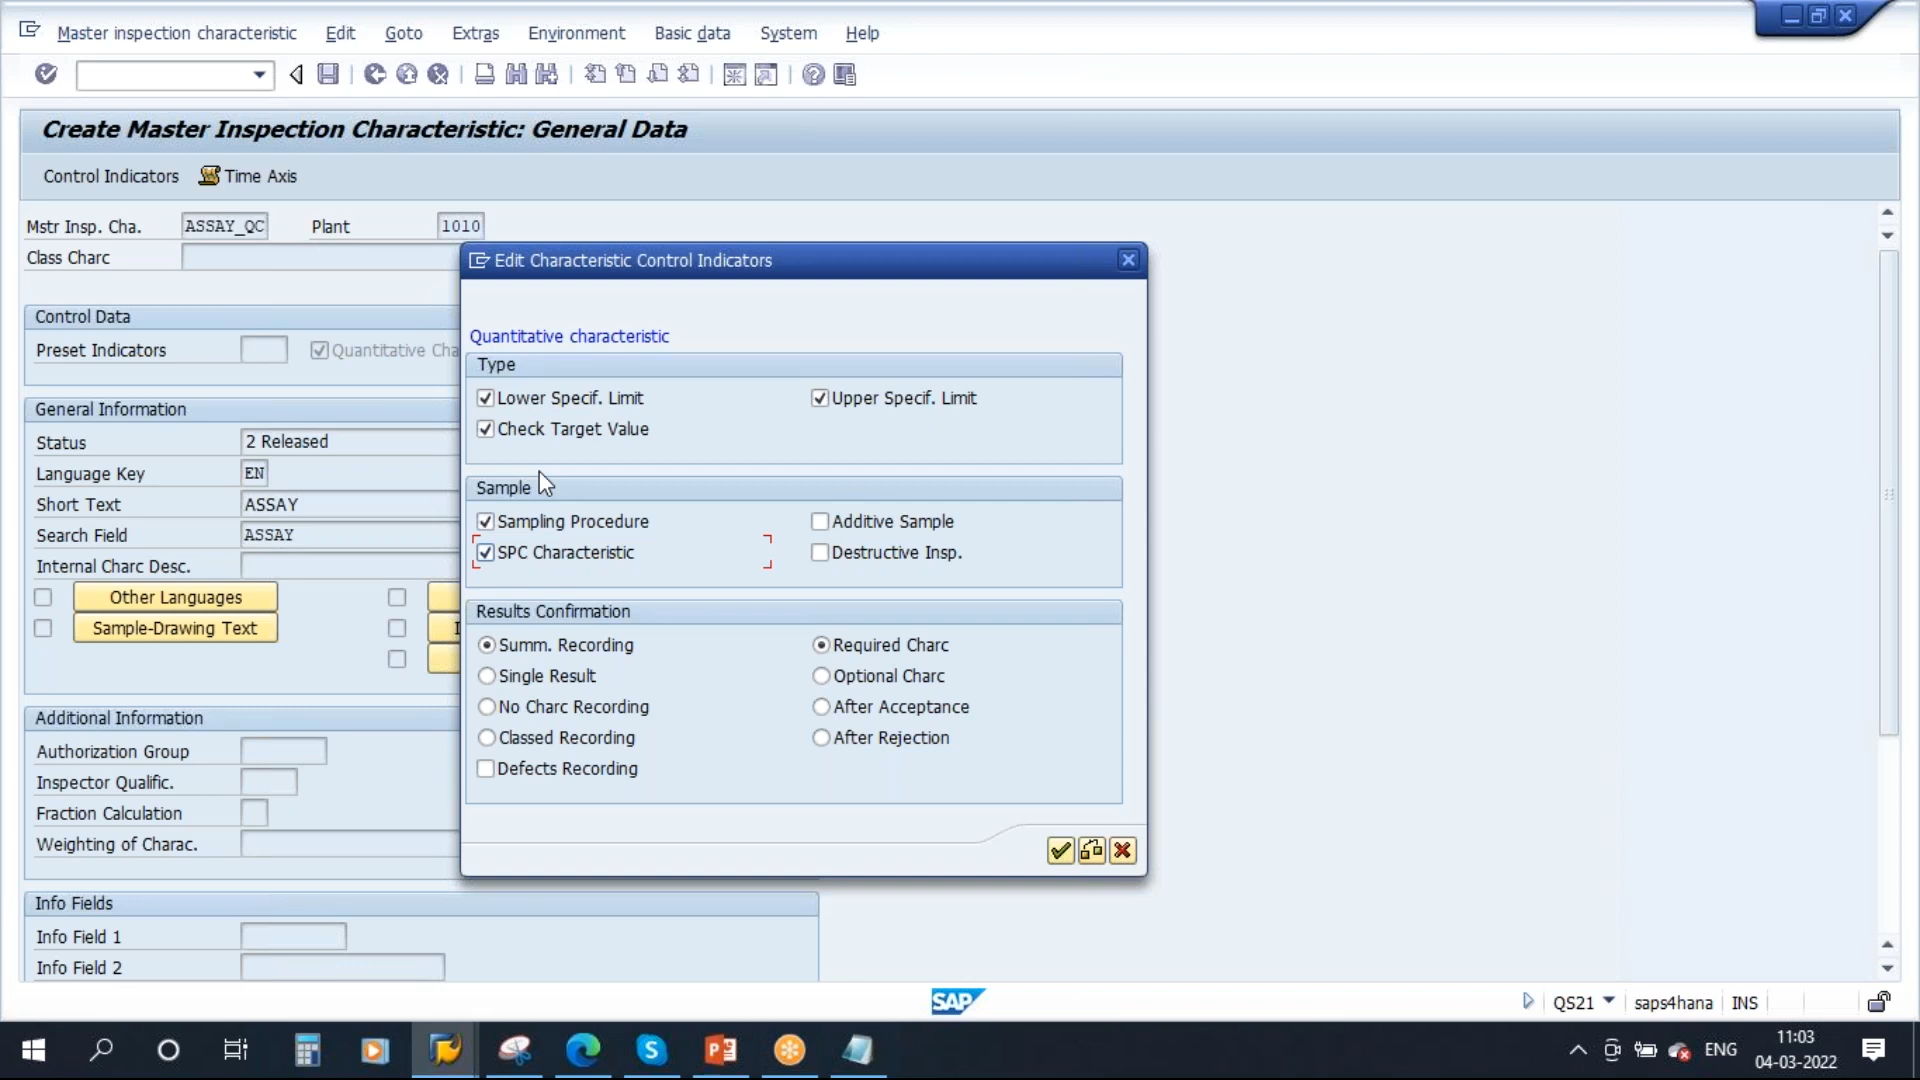 Master inspection characteristic Edit Goto Extras Environment Basic data System Help
Create Master Inspection Characteristic: General Data
Control Indicators Time Axis
Mstr Insp. Cha. ASSAY_QC Plant 1010
Class Charc
Control Data
Preset Indicators Quantitative Cha
General Information
Status 2 Released
Language Key EN
Short Text ASSAY
Search Field ASSAY
Internal Charc Desc.
Other Languages
Sample-Drawing Text
Additional Information
Authorization Group
Inspector Qualific.
Fraction Calculation
Weighting of Charac.
Info Fields
Info Field 1
Info Field 2
Edit Characteristic Control Indicators
Quantitative characteristic
Type
Lower Specif. Limit Upper Specif. Limit
Check Target Value
Sample
Sampling Procedure Additive Sample
SPC Characteristic Destructive Insp.
Results Confirmation
Summ. Recording Required Charc
Single Result Optional Charc
No Charc Recording After Acceptance
Classed Recording After Rejection
Defects Recording
SAP
QS21 saps4hana INS
ENG
11:03
04-03-2022